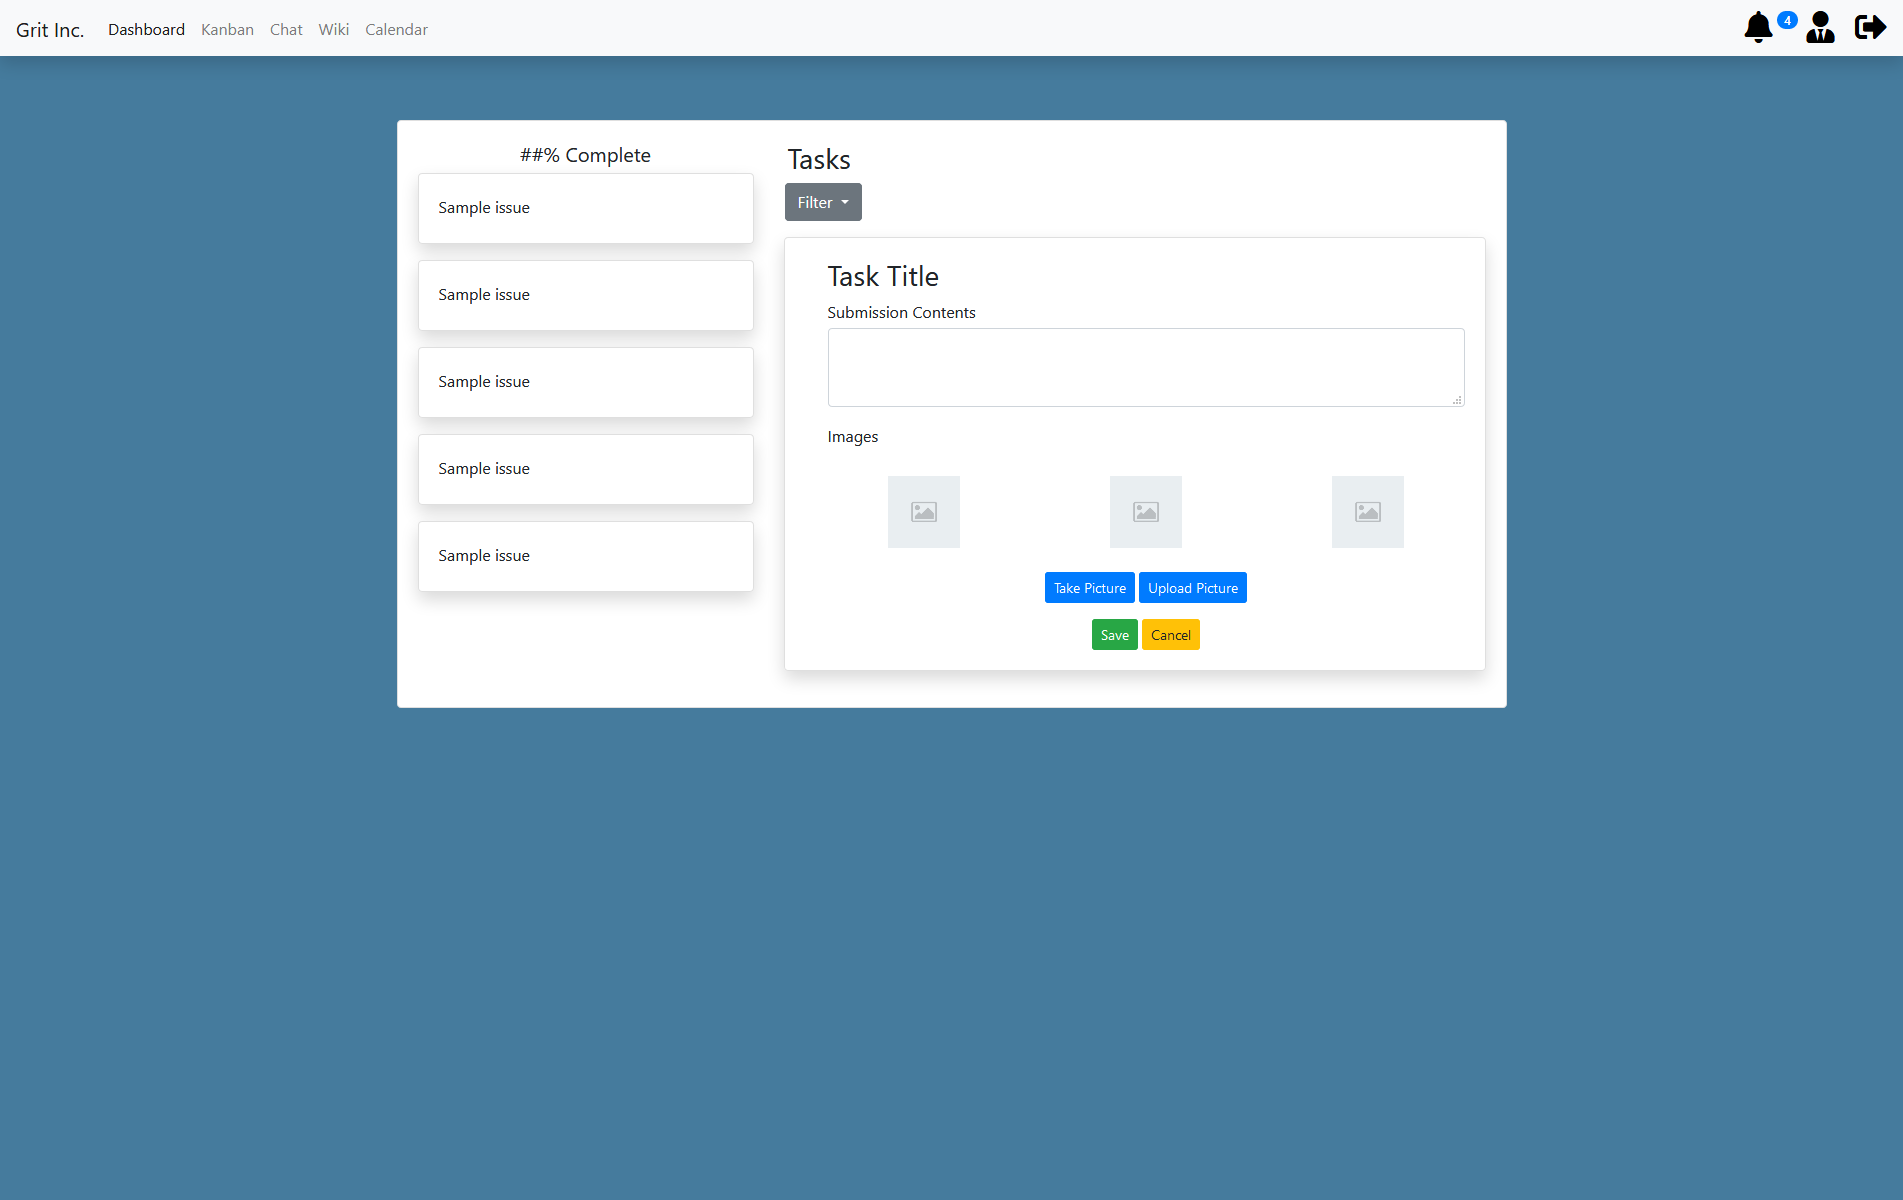 Grit Inc. Dashboard Kanban Chat Wiki Calendar 4
##% Complete
Sample issue
Sample issue
Sample issue
Sample issue
Sample issue
Tasks
Filter
Task Title
Submission Contents
Images
Take Picture Upload Picture
Save Cancel